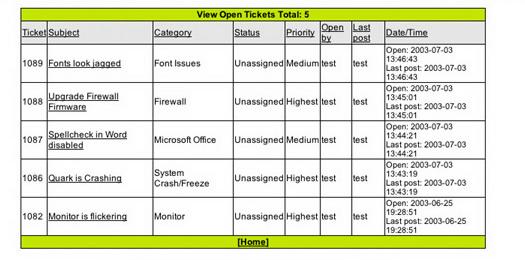 View Open Tickets Total: 5
Ticket Subject Category Status Priority Open by Last post Date/Time
1089 Fonts look jagged Font Issues Unassigned Medium test test Open: 2003-07-03 13:46:43 Last post: 2003-07-03 13:46:43
1088 Upgrade Firewall Firmware Firewall Unassigned Highest test test Open: 2003-07-03 13:45:01 Last post: 2003-07-03 13:45:01
1087 Spellcheck in Word disabled Microsoft Office Unassigned Medium test test Open: 2003-07-03 13:44:21 Last post: 2003-07-03 13:44:21
1086 Quark is Crashing System Crash/Freeze Unassigned Highest test test Open: 2003-07-03 13:43:19 Last post: 2003-07-03 13:43:19
1082 Monitor is flickering Monitor Unassigned Highest test test Open: 2003-06-25 19:28:51 Last post: 2003-06-25 19:28:51
[Home]